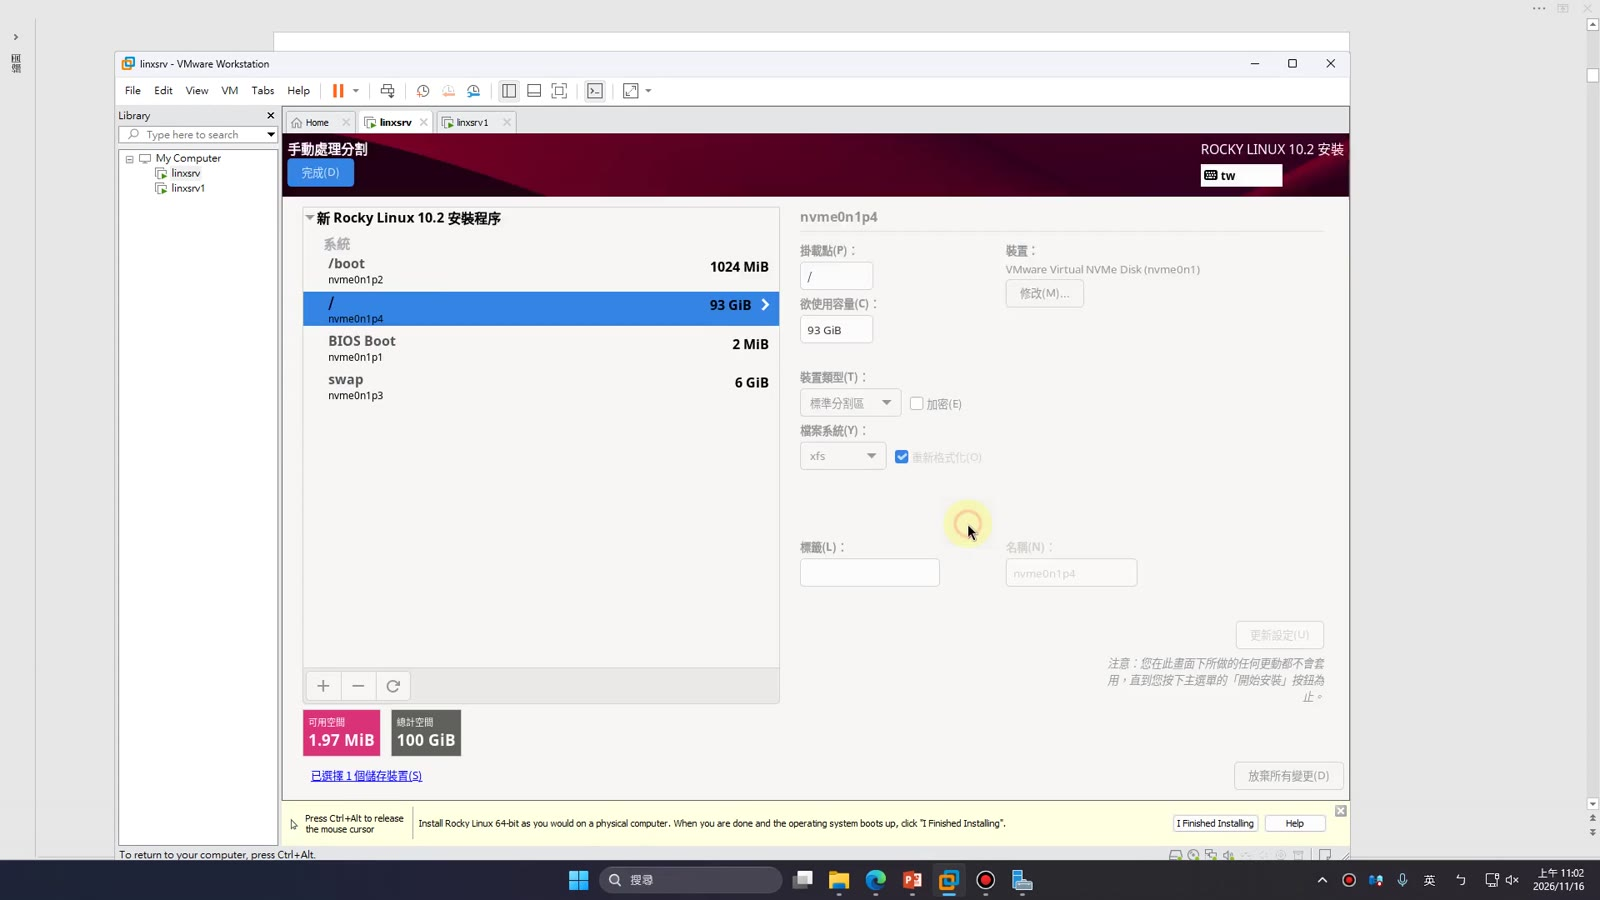 linxsrv - VMware Workstation
File Edit View VM Tabs Help
Library
Type here to search
My Computer
linxsrv
linxsrv1
Home
linxsrv
linxsrv1
手動處理分割
完成(D)
ROCKY LINUX 10.2 安裝
tw
新 Rocky Linux 10.2 安裝程序
系統
/boot
nvme0n1p2
1024 MiB
/
nvme0n1p4
93 GiB
BIOS Boot
nvme0n1p1
2 MiB
swap
nvme0n1p3
6 GiB
可用空間
1.97 MiB
總計空間
100 GiB
已選擇 1 個儲存裝置(S)
nvme0n1p4
掛載點(P)：
/
欲使用容量(C)：
93 GiB
裝置：
VMware Virtual NVMe Disk (nvme0n1)
修改(M)...
裝置類型(T)：
標準分割區
加密(E)
檔案系統(Y)：
xfs
重新格式化(O)
標籤(L)：
名稱(N)：
nvme0n1p4
更新設定(U)
注意：您在此畫面下所做的任何更動都不會套
用，直到您按下主選單的「開始安裝」按鈕為
止。
放棄所有變更(D)
Press Ctrl+Alt to release
the mouse cursor
Install Rocky Linux 64-bit as you would on a physical computer. When you are done and the operating system boots up, click "I Finished Installing".
I Finished Installing
Help
To return to your computer, press Ctrl+Alt.
搜尋
英
上午 11:02
2026/11/16